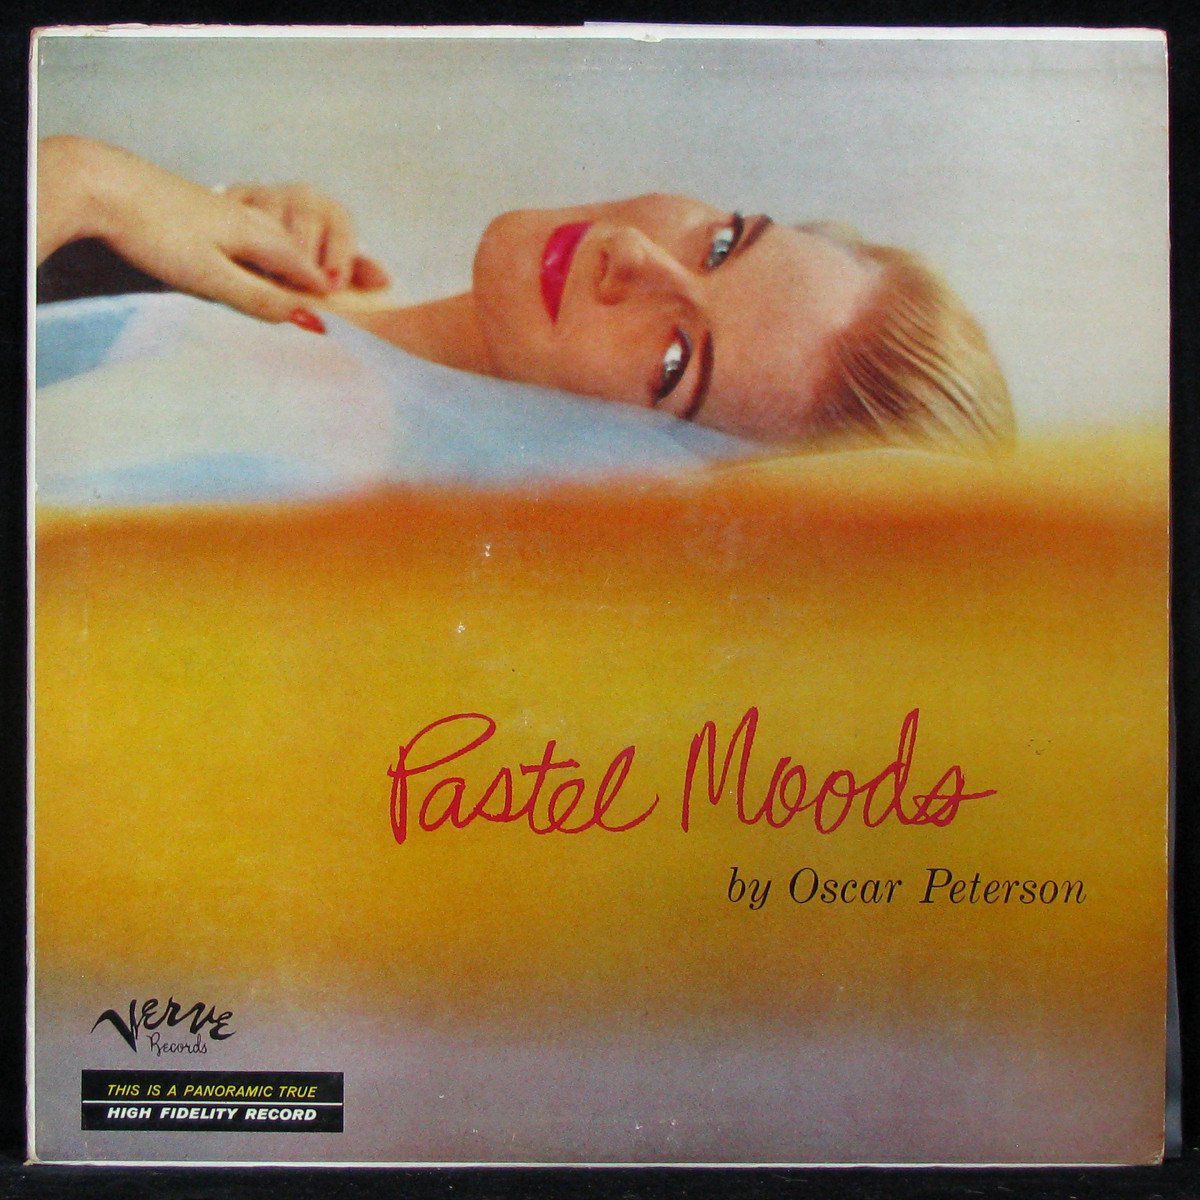 Pastel Moods
by Oscar Peterson
VERVE
Records
THIS IS A PANORAMIC TRUE
HIGH FIDELITY RECORD